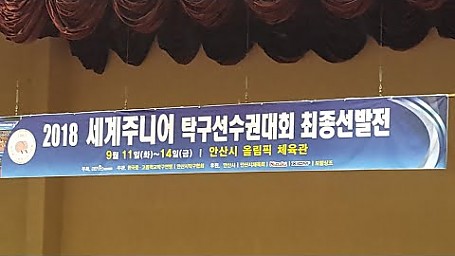 2018 세계주니어 탁구선수권대회 최종선발전
9월 11일(화)~14일(금) | 안산시 올림픽 체육관